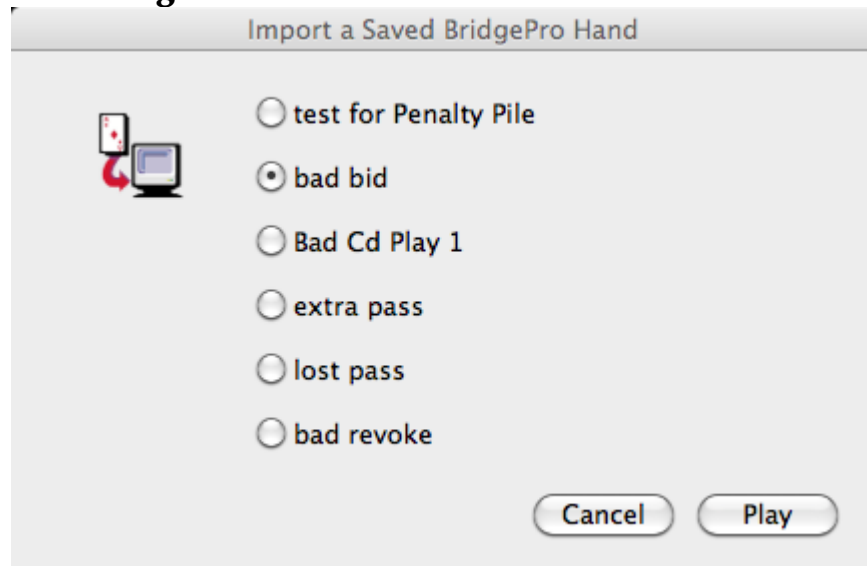 Import a Saved BridgePro Hand
test for Penalty Pile
bad bid
Bad Cd Play 1
extra pass
lost pass
bad revoke
Cancel Play